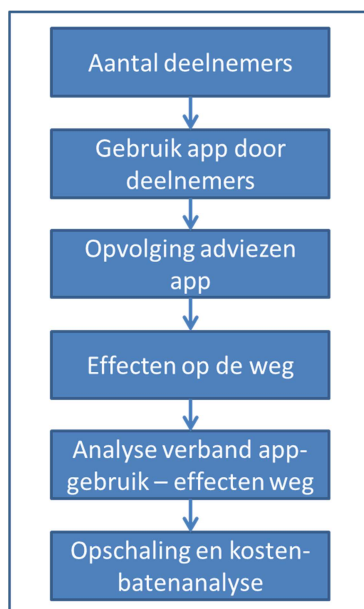 Aantal deelnemers
Gebruik app door
deelnemers
Opvolging adviezen
app
Effecten op de weg
Analyse verband app-
gebruik – effecten weg
Opschaling en kosten-
batenanalyse